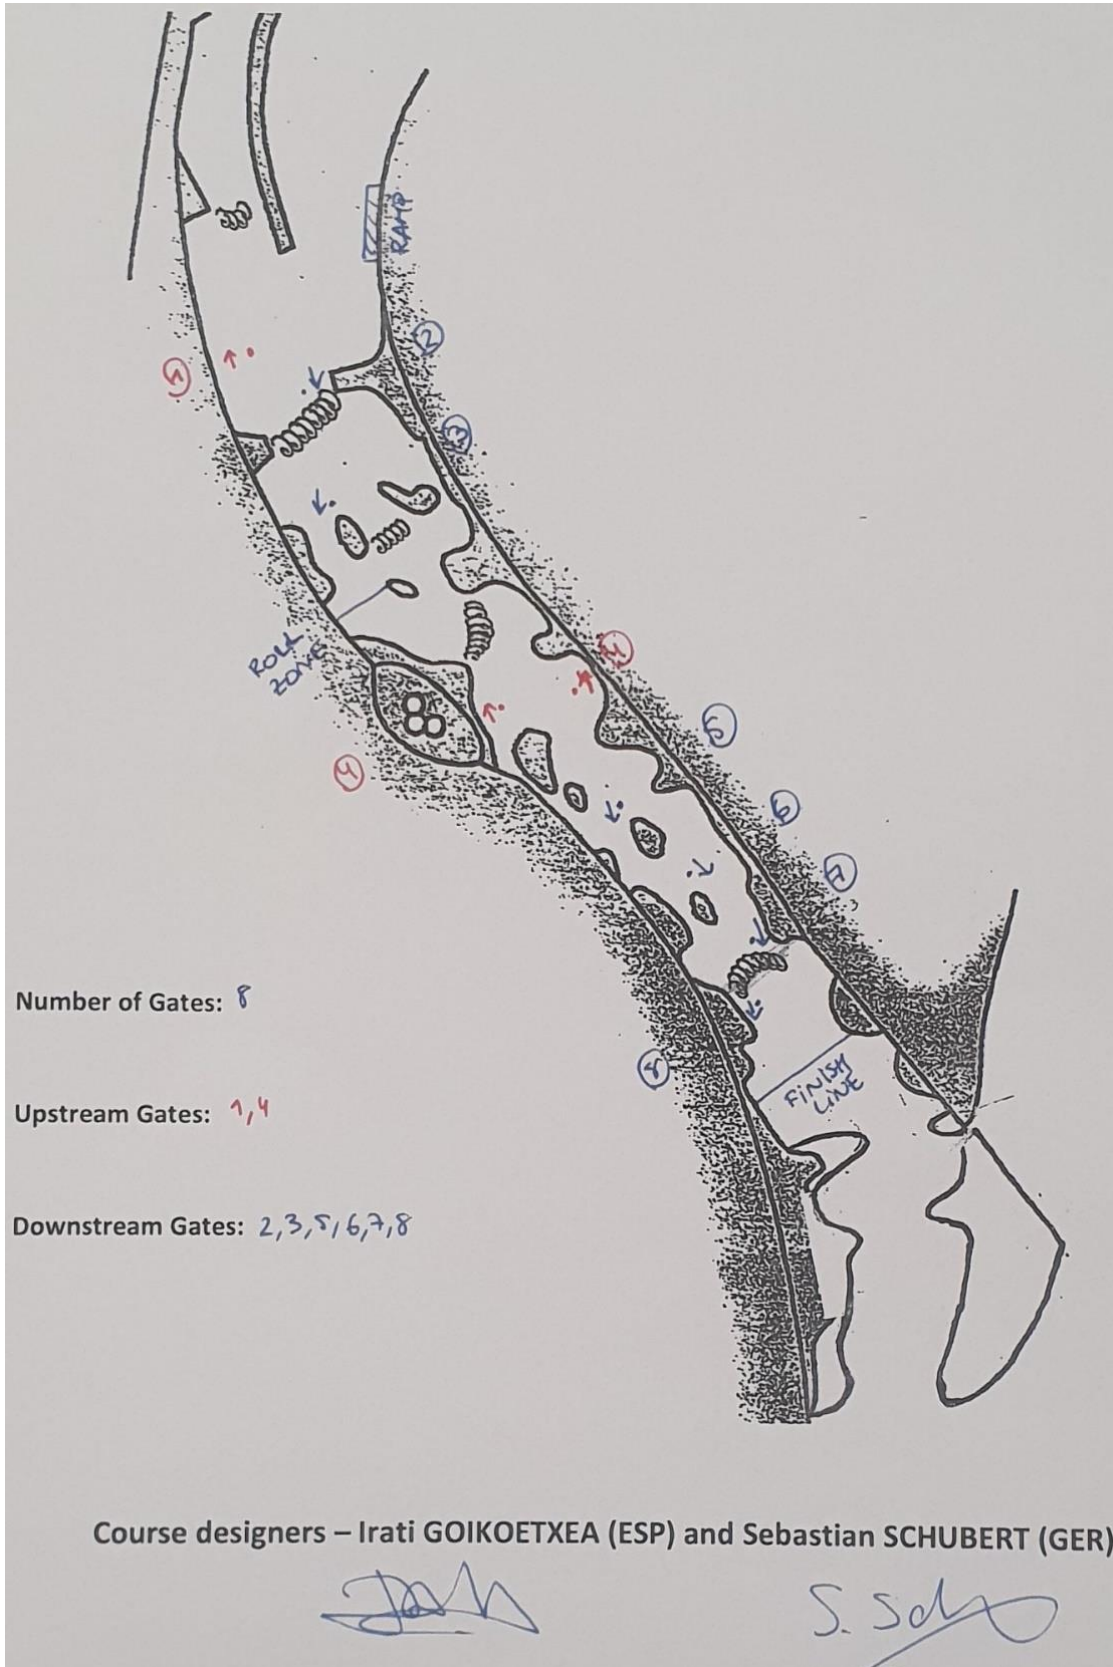 RAMP
2
1
3
ROLL
ZONE
4
4
5
6
7
Number of Gates: 8
8
FINISH
LINE
Upstream Gates: 1,4
Downstream Gates: 2,3,5,6,7,8
Course designers – Irati GOIKOETXEA (ESP) and Sebastian SCHUBERT (GER)